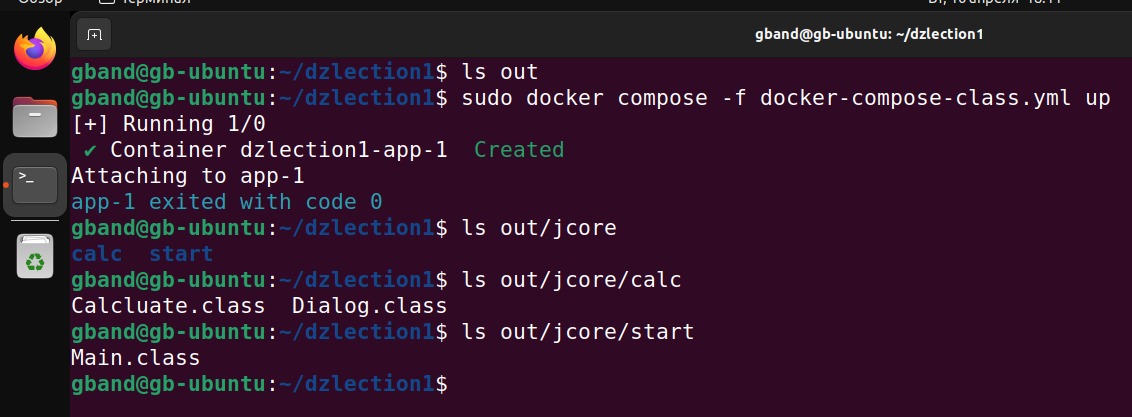 Обзор Терминал Вт, 16 апреля 18:11
gband@gb-ubuntu: ~/dzlection1
gband@gb-ubuntu:~/dzlection1$ ls out
gband@gb-ubuntu:~/dzlection1$ sudo docker compose -f docker-compose-class.yml up
[+] Running 1/0
✔ Container dzlection1-app-1  Created
Attaching to app-1
app-1 exited with code 0
gband@gb-ubuntu:~/dzlection1$ ls out/jcore
calc  start
gband@gb-ubuntu:~/dzlection1$ ls out/jcore/calc
Calcluate.class  Dialog.class
gband@gb-ubuntu:~/dzlection1$ ls out/jcore/start
Main.class
gband@gb-ubuntu:~/dzlection1$